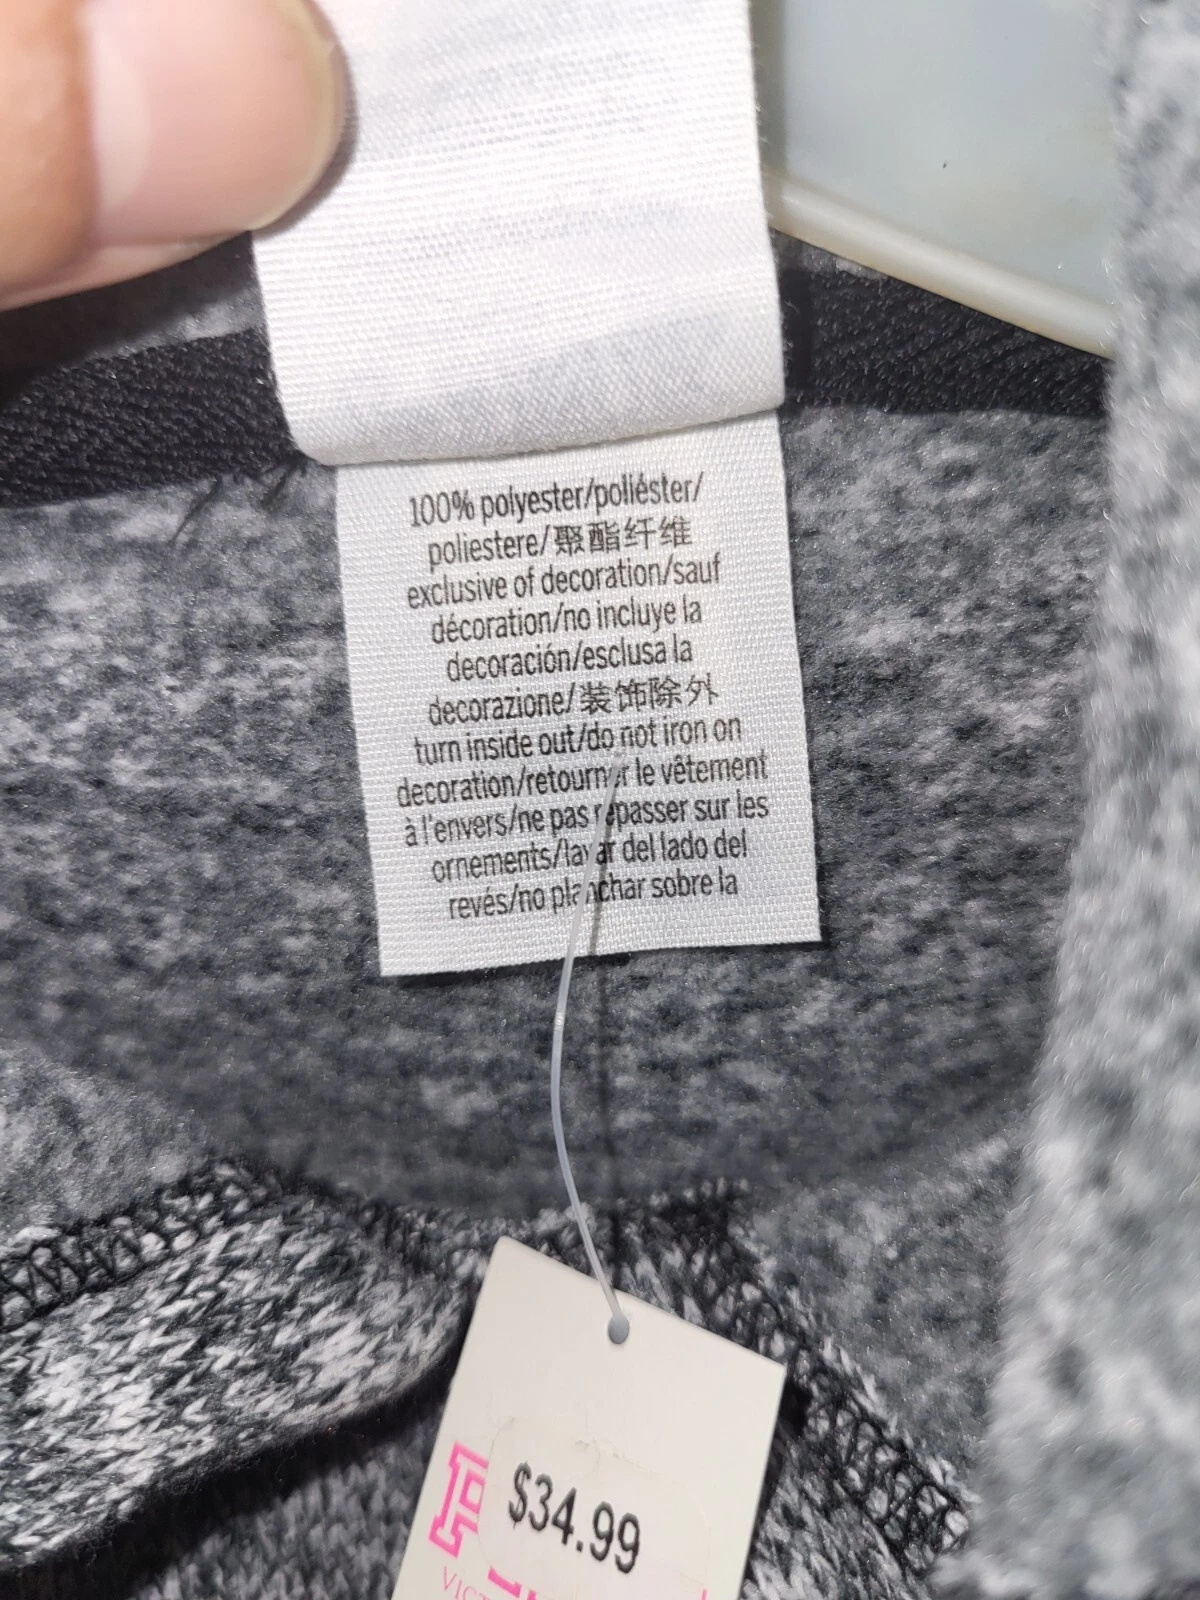 100% polyester/poliéster/
poliestere/聚酯纤维
exclusive of decoration/sauf
décoration/no incluye la
decoración/esclusa la
decorazione/装饰除外
turn inside out/do not iron on
decoration/retourner le vêtement
à l'envers/ne pas repasser sur les
ornements/lavar del lado del
revés/no planchar sobre la
$34.99